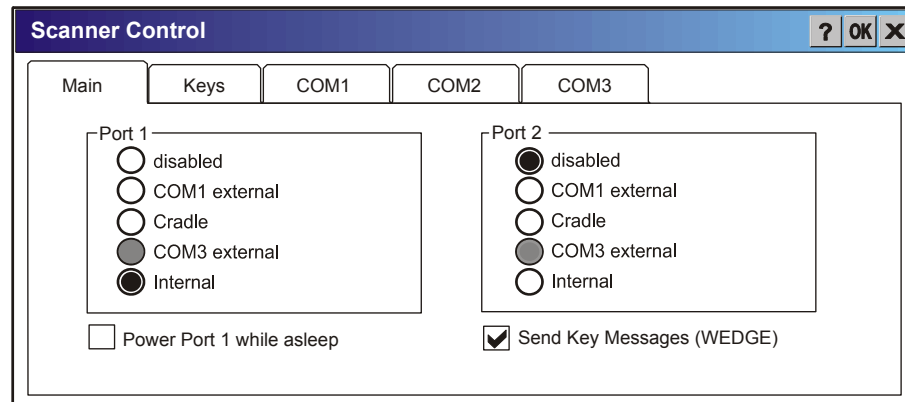 Scanner Control
? OK X
Main Keys COM1 COM2 COM3
Port 1
disabled
COM1 external
Cradle
COM3 external
Internal
Power Port 1 while asleep
Port 2
disabled
COM1 external
Cradle
COM3 external
Internal
Send Key Messages (WEDGE)